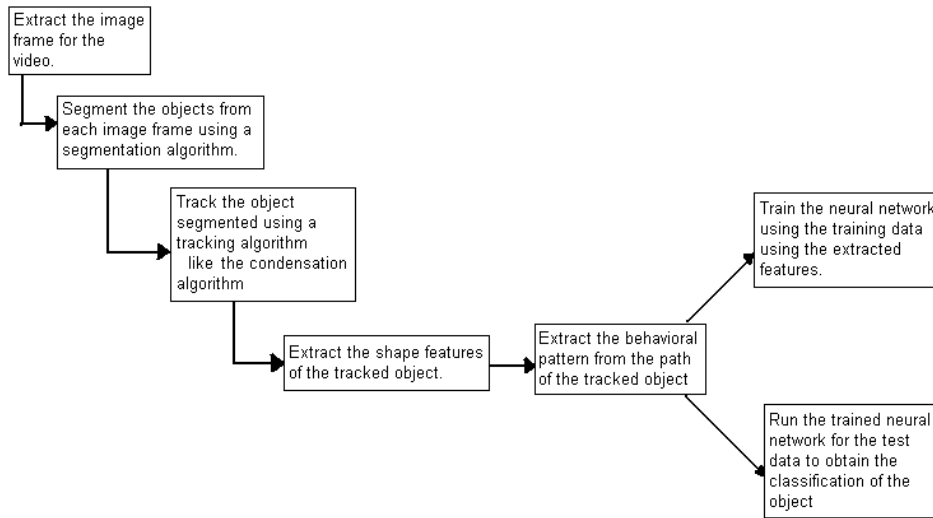 Extract the image
frame for the
video.
Segment the objects from
each image frame using a
segmentation algorithm.
Track the object
segmented using a
tracking algorithm
like the condensation
algorithm
Extract the shape features
of the tracked object.
Extract the behavioral
pattern from the path
of the tracked object
Train the neural network
using the training data
using the extracted
features.
Run the trained neural
network for the test
data to obtain the
classification of the
object